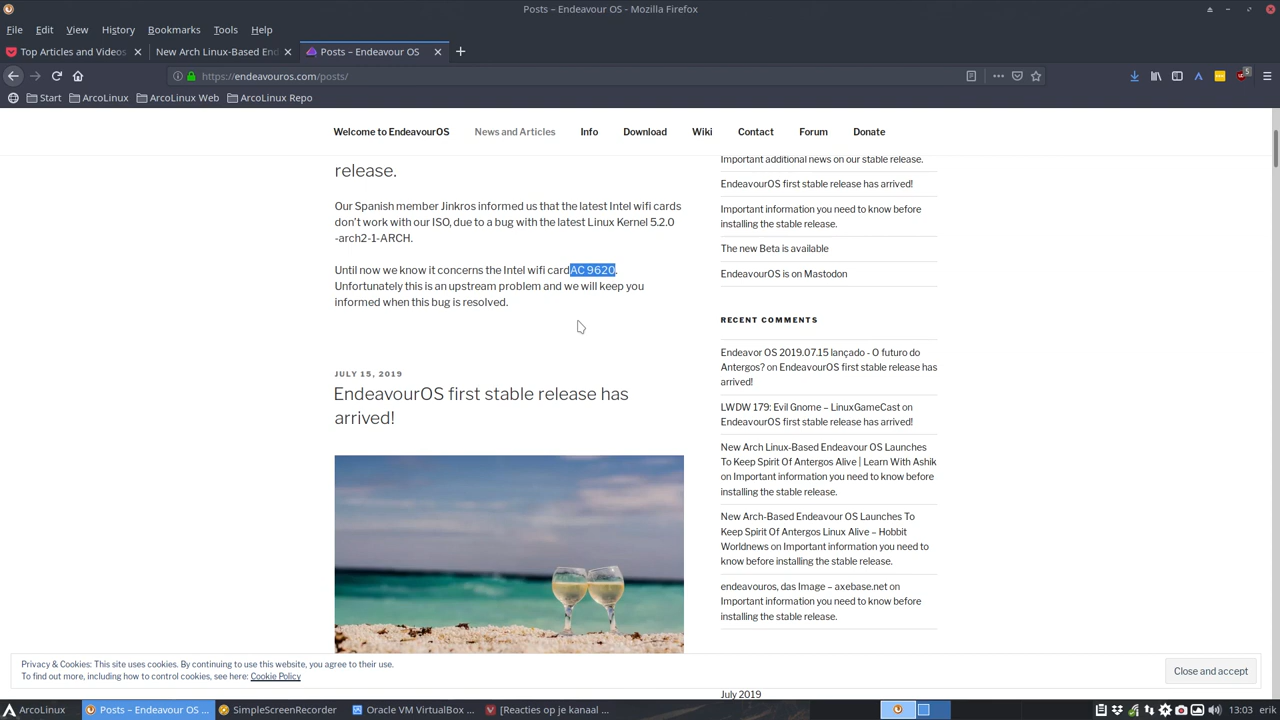 Posts – Endeavour OS - Mozilla Firefox
File Edit View History Bookmarks Tools Help
Top Articles and Videos
New Arch Linux-Based End
Posts – Endeavour OS
https://endeavouros.com/posts/
5
Start ArcoLinux ArcoLinux Web ArcoLinux Repo
Welcome to EndeavourOS News and Articles Info Download Wiki Contact Forum Donate
release.
Our Spanish member Jinkros informed us that the latest Intel wifi cards
don’t work with our ISO, due to a bug with the latest Linux Kernel 5.2.0
-arch2-1-ARCH.
Until now we know it concerns the Intel wifi card AC 9620.
Unfortunately this is an upstream problem and we will keep you
informed when this bug is resolved.
JULY 15, 2019
EndeavourOS first stable release has
arrived!
Important additional news on our stable release.
EndeavourOS first stable release has arrived!
Important information you need to know before
installing the stable release.
The new Beta is available
EndeavourOS is on Mastodon
RECENT COMMENTS
Endeavor OS 2019.07.15 lançado - O futuro do
Antergos? on EndeavourOS first stable release has
arrived!
LWDW 179: Evil Gnome – LinuxGameCast on
EndeavourOS first stable release has arrived!
New Arch Linux-Based Endeavour OS Launches
To Keep Spirit Of Antergos Alive | Learn With Ashik
on Important information you need to know before
installing the stable release.
New Arch-Based Endeavour OS Launches To
Keep Spirit Of Antergos Linux Alive – Hobbit
Worldnews on Important information you need to
know before installing the stable release.
endeavouros, das Image – axebase.net on
Important information you need to know before
installing the stable release.
July 2019
Privacy & Cookies: This site uses cookies. By continuing to use this website, you agree to their use.
To find out more, including how to control cookies, see here: Cookie Policy
Close and accept
ArcoLinux
Posts – Endeavour OS ...
SimpleScreenRecorder
Oracle VM VirtualBox ...
[Reacties op je kanaal ...
13:03 erik